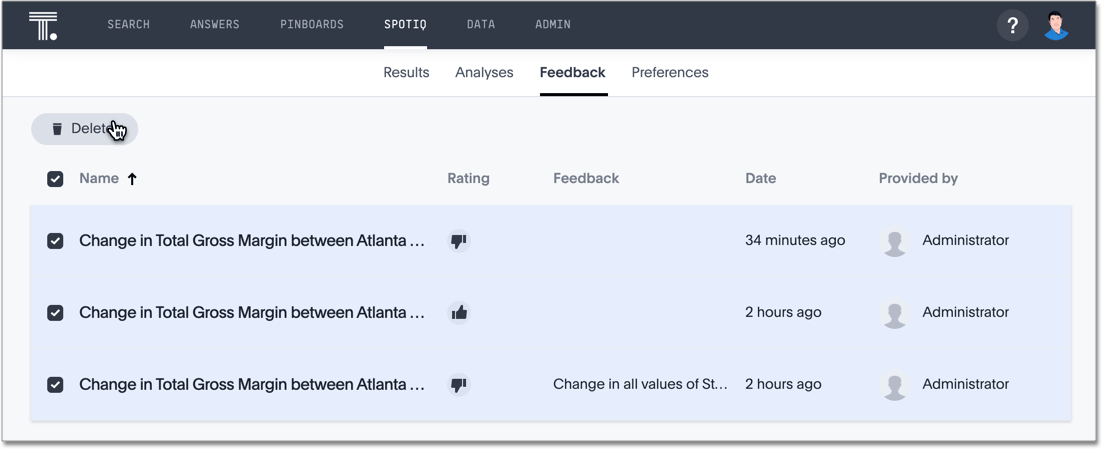 SEARCH ANSWERS PINBOARDS SPOTIQ DATA ADMIN ?
Results Analyses Feedback Preferences
Delete
Name Rating Feedback Date Provided by
Change in Total Gross Margin between Atlanta ... 34 minutes ago Administrator
Change in Total Gross Margin between Atlanta ... 2 hours ago Administrator
Change in Total Gross Margin between Atlanta ... Change in all values of St... 2 hours ago Administrator